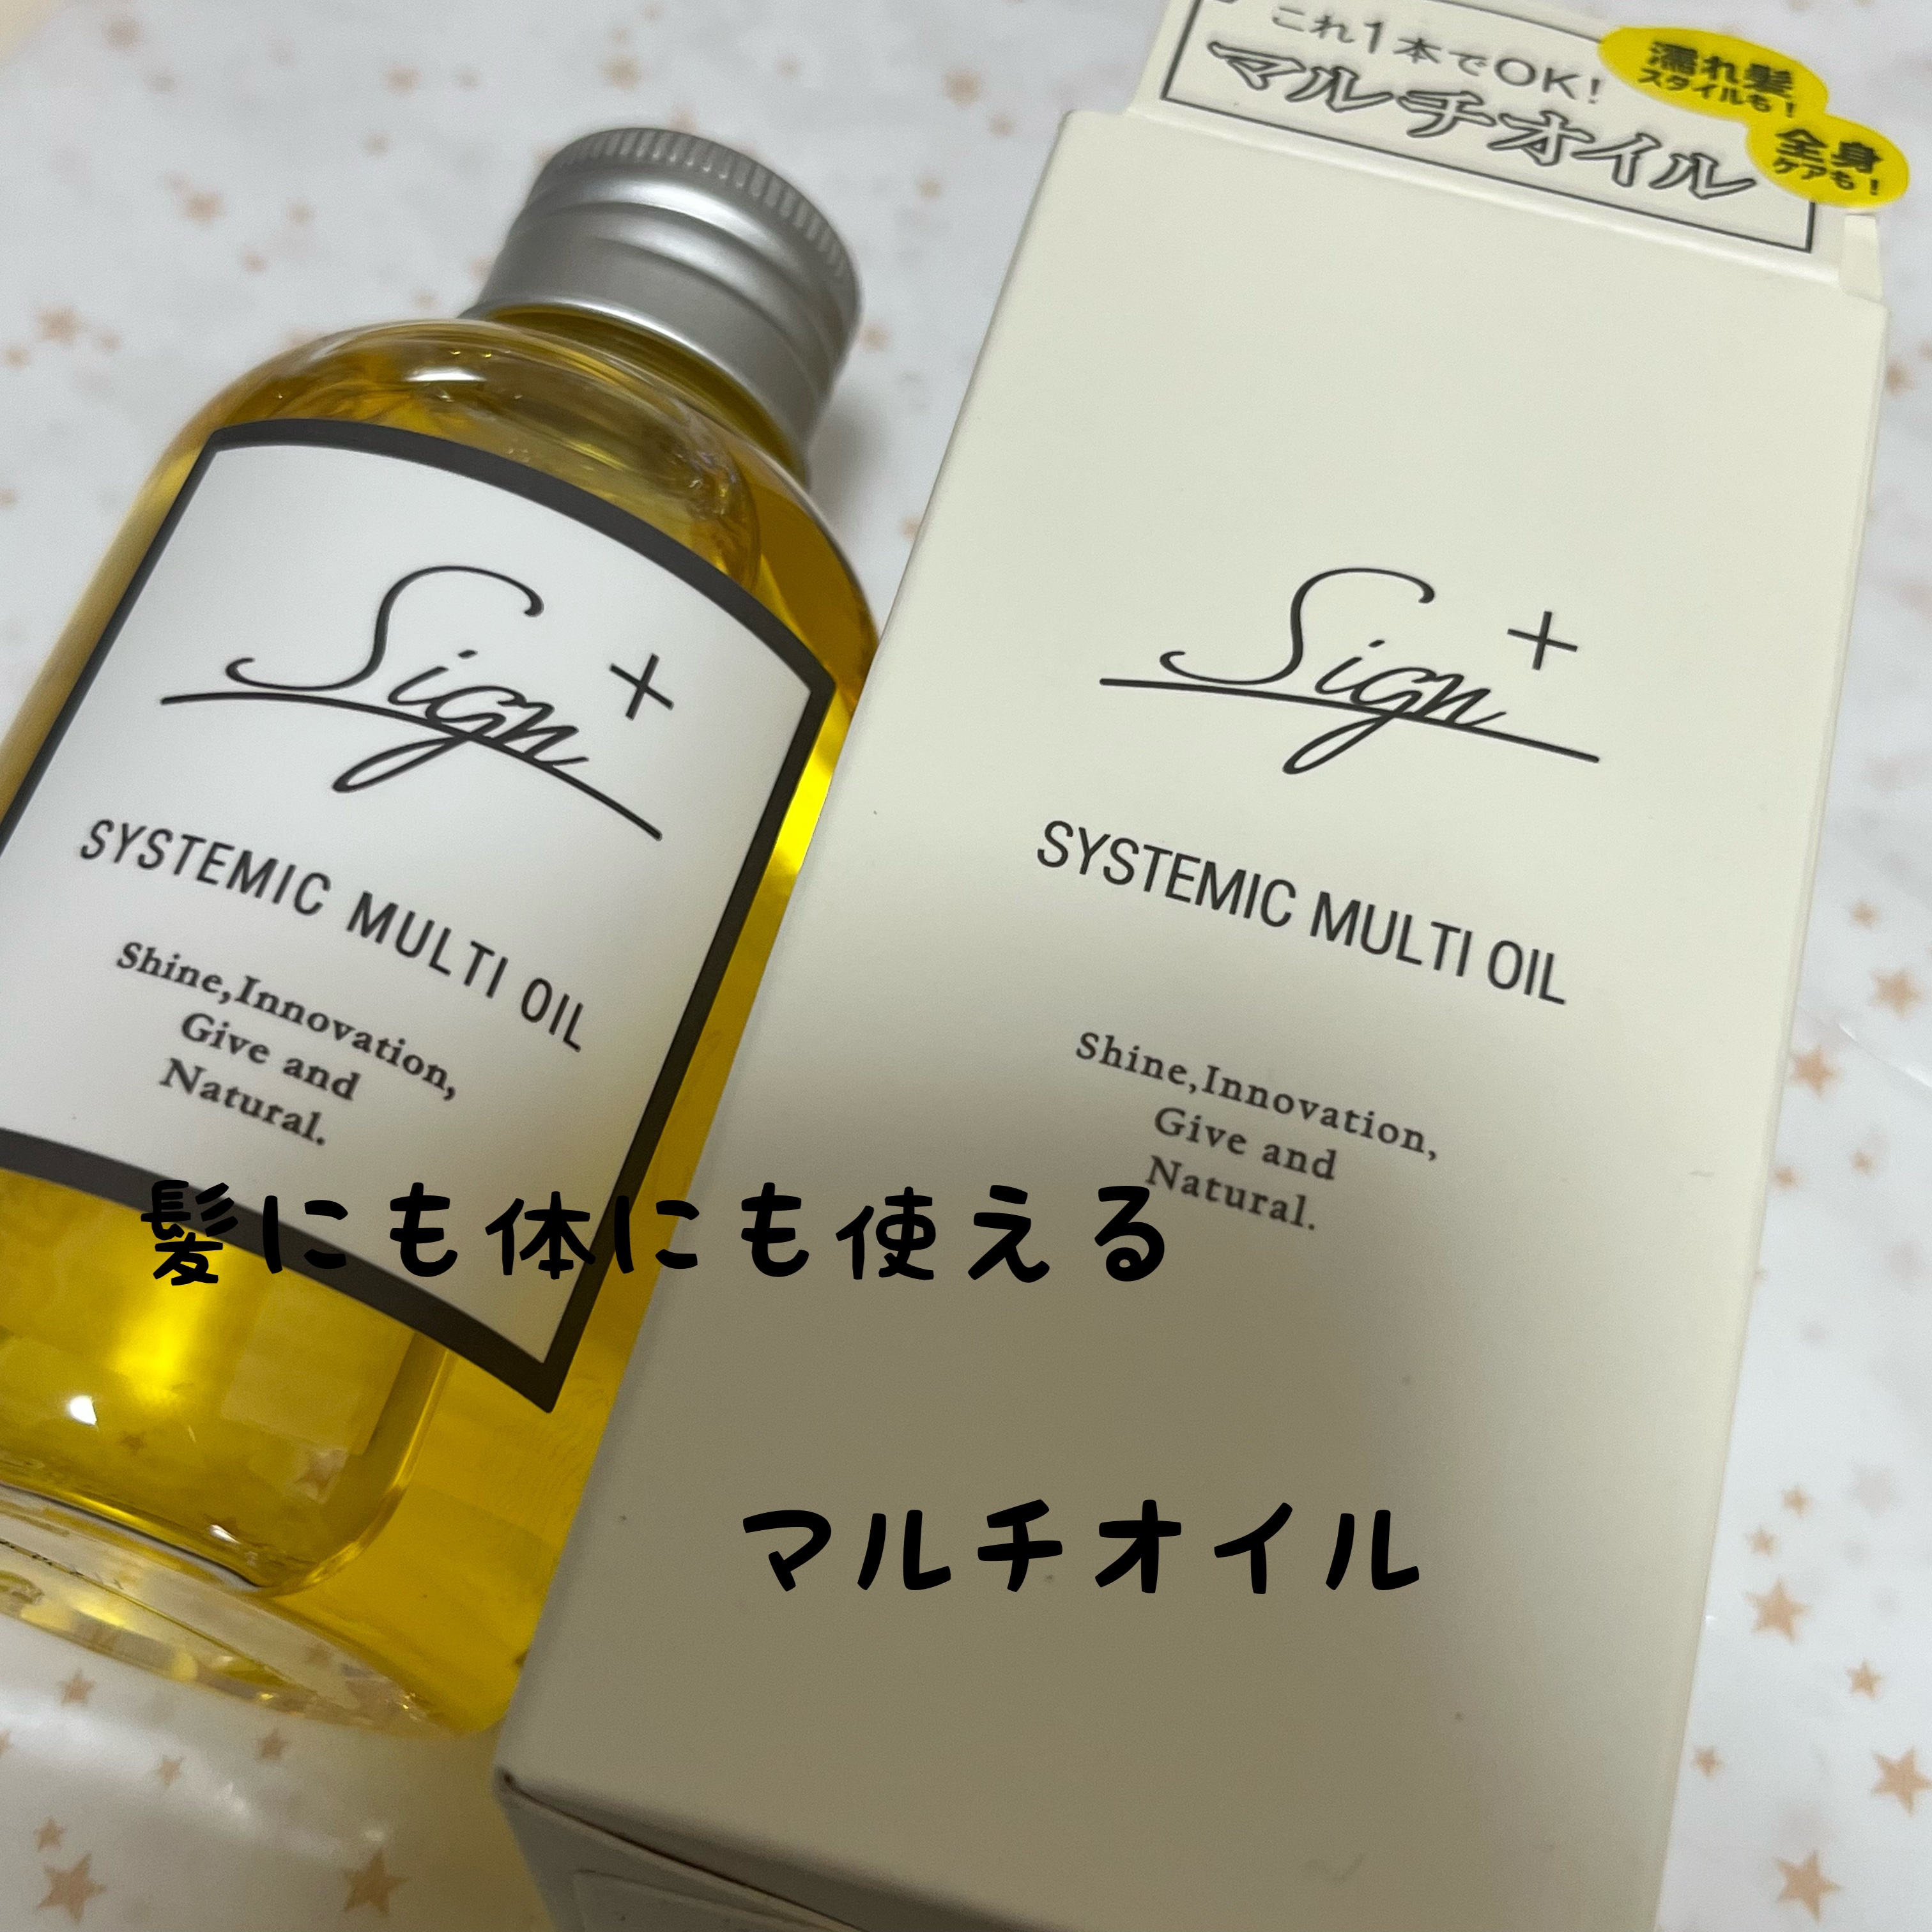 これ1本でOK!
マルチオイル
濡れ髪
スタイルも!
全身
ケアも!
Sign+
SYSTEMIC MULTI OIL
Shine,Innovation,
Give and
Natural.
Sign+
SYSTEMIC MULTI OIL
Shine,Innovation,
Give and
Natural.
髪にも体にも使える
マルチオイル